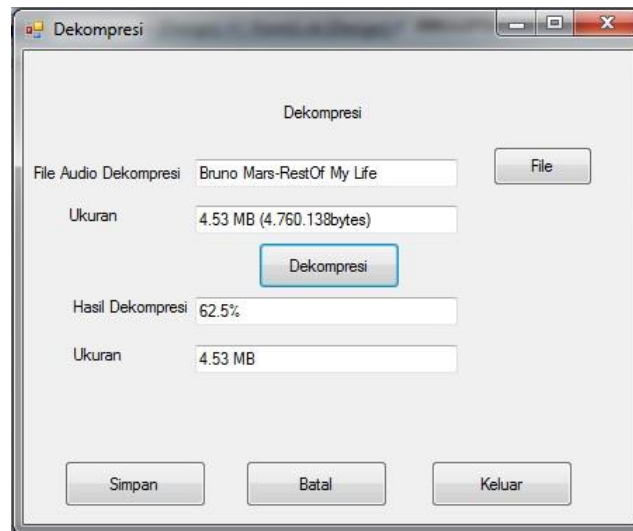 Dekompresi
Dekompresi
File Audio Dekompresi Bruno Mars-RestOf My Life File
Ukuran 4.53 MB (4.760.138bytes)
Dekompresi
Hasil Dekompresi 62.5%
Ukuran 4.53 MB
Simpan Batal Keluar